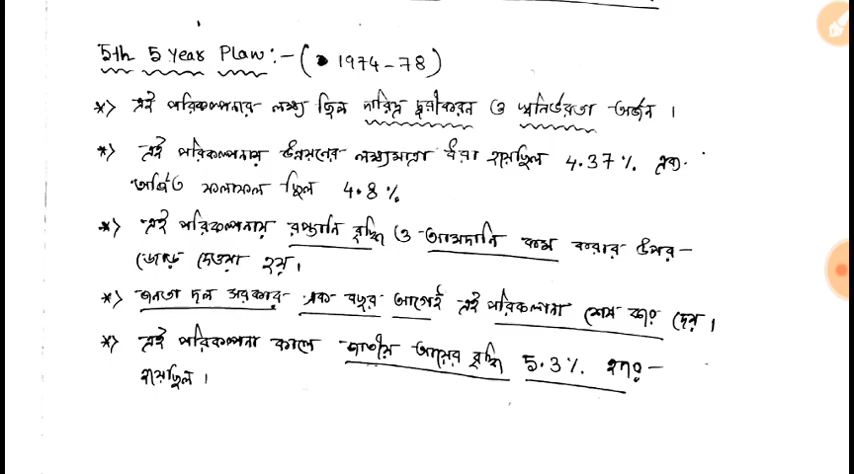 5th 5 Year Plan:- ( 1974-78)
*> এই পরিকল্পনার লক্ষ্য ছিল দারিদ্র দূরীকরন ও স্বনির্ভরতা অর্জন ।
*> এই পরিকল্পনায় উন্নয়নের লক্ষ্যমাত্রা ধরা হয়েছিল 4.37% এবং
অর্জিত ফলাফল ছিল 4.8%
*> এই পরিকল্পনায় রপ্তানি বৃদ্ধি ও আমদানি কম করার উপর-
জোড় দেওয়া হয় ।
*> জনতা দল সরকার এক বছর আগেই এই পরিকল্পনা শেষ করে দেয় ।
*> এই পরিকল্পনা কালে জাতীয় আয়ের বৃদ্ধি 5.3%
হয়েছিল ।